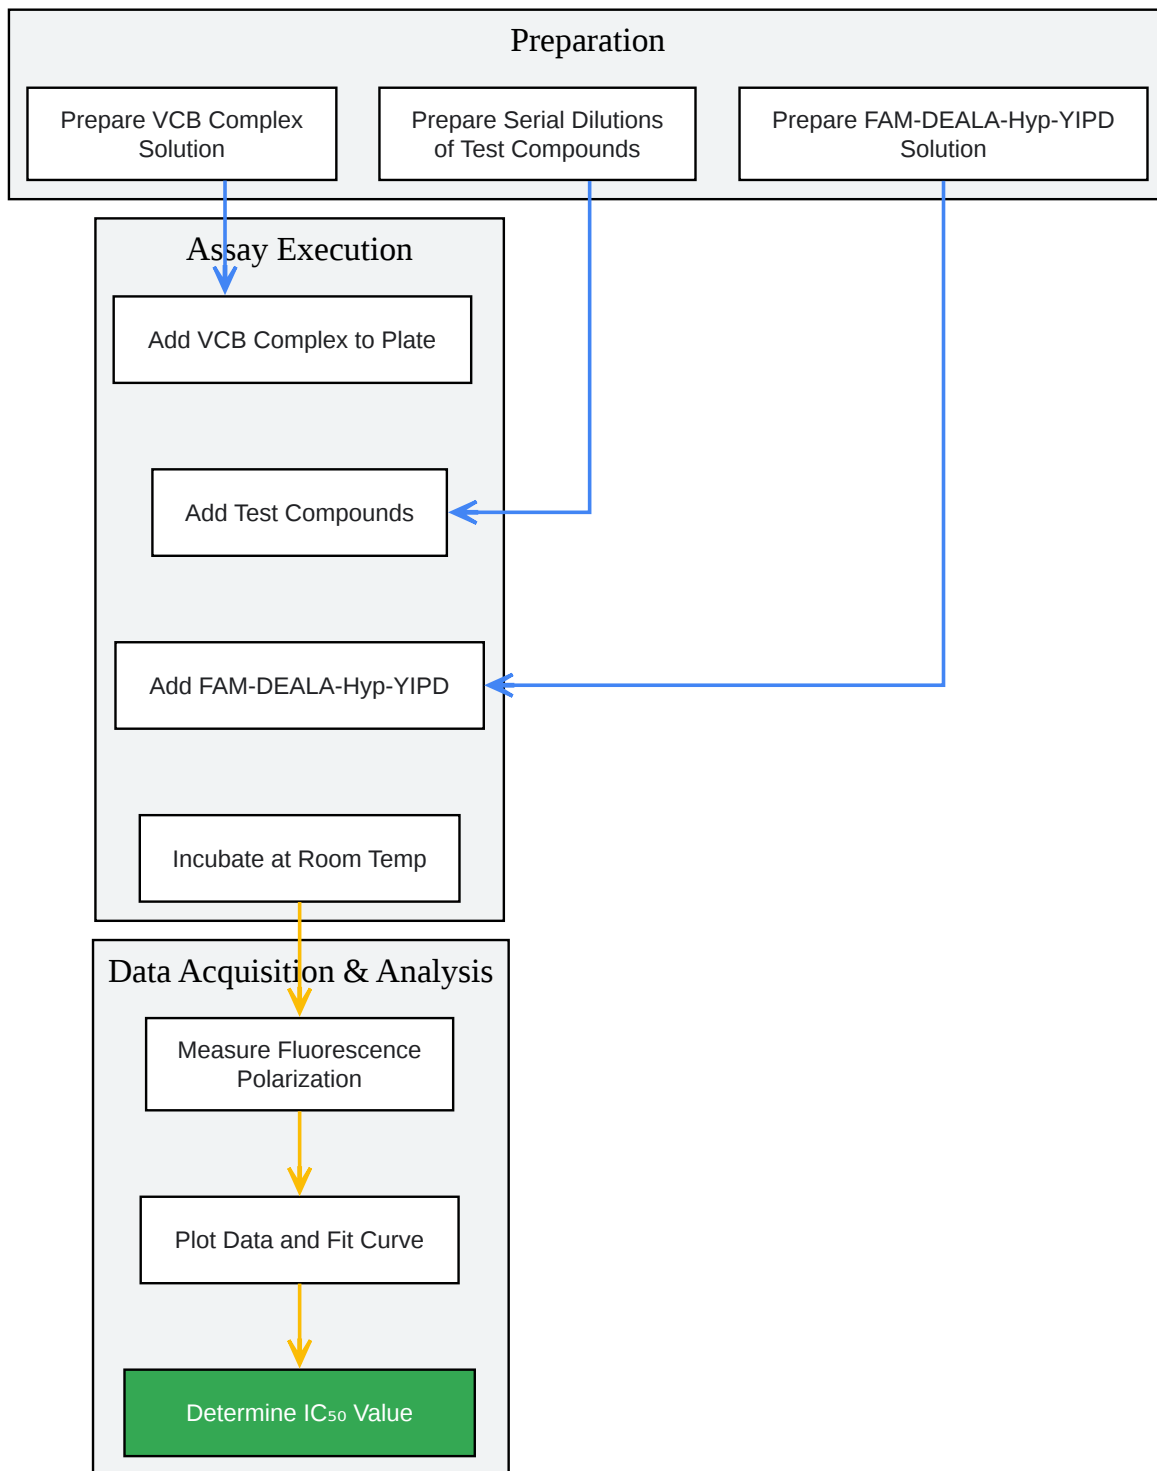 Preparation
Prepare VCB Complex
Solution
Prepare Serial Dilutions
of Test Compounds
Prepare FAM-DEALA-Hyp-YIPD
Solution
Assay Execution
Add VCB Complex to Plate
Add Test Compounds
Add FAM-DEALA-Hyp-YIPD
Incubate at Room Temp
Data Acquisition & Analysis
Measure Fluorescence
Polarization
Plot Data and Fit Curve
Determine IC₅₀ Value